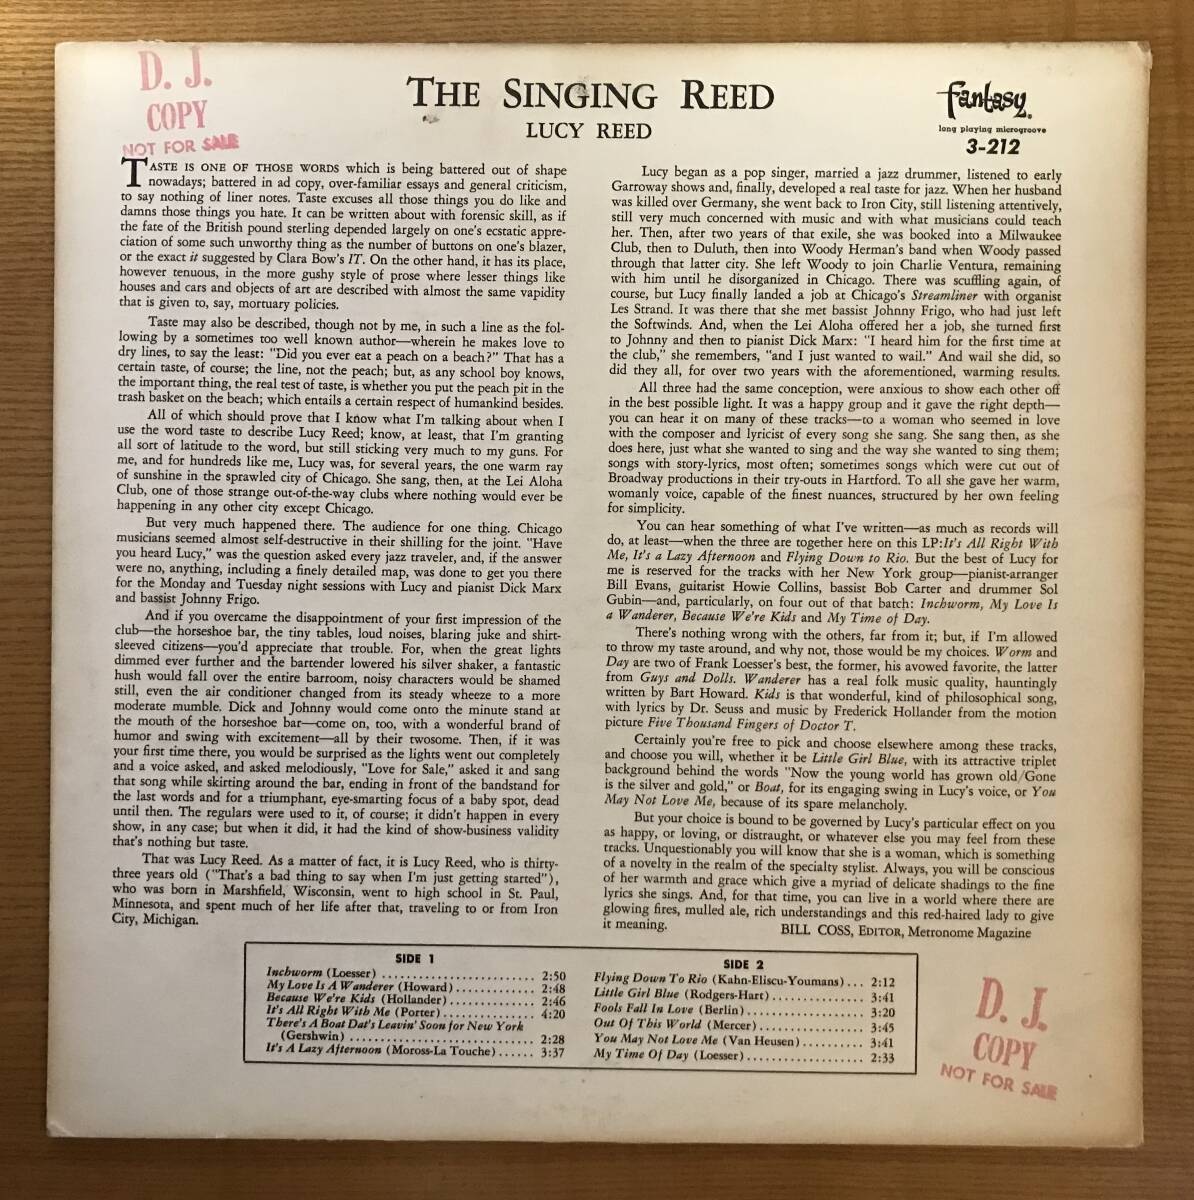 D. J.
COPY
NOT FOR SALE
THE SINGING REED
LUCY REED
fantasy
long playing microgroove
3-212
TASTE IS ONE OF THOSE WORDS which is being battered out of shape
nowadays; battered in ad copy, over-familiar essays and general criticism,
to say nothing of liner notes. Taste excuses all those things you do like and
damns those things you hate. It can be written about with forensic skill, as if
the fate of the British pound sterling depended largely on one's ecstatic appre-
ciation of some such unworthy thing as the number of buttons on one's blazer,
or the exact it suggested by Clara Bow's IT. On the other hand, it has its place,
however tenuous, in the more gushy style of prose where lesser things like
houses and cars and objects of art are described with almost the same vapidity
that is given to, say, mortuary policies.
Taste may also be described, though not by me, in such a line as the fol-
lowing by a sometimes too well known author—wherein he makes love to
dry lines, to say the least: "Did you ever eat a peach on a beach?" That has a
certain taste, of course; the line, not the peach; but, as any school boy knows,
the important thing, the real test of taste, is whether you put the peach pit in the
trash basket on the beach; which entails a certain respect of humankind besides.
All of which should prove that I know what I'm talking about when I
use the word taste to describe Lucy Reed; know, at least, that I'm granting
all sort of latitude to the word, but still sticking very much to my guns. For
me, and for hundreds like me, Lucy was, for several years, the one warm ray
of sunshine in the sprawled city of Chicago. She sang, then, at the Lei Aloha
Club, one of those strange out-of-the-way clubs where nothing would ever be
happening in any other city except Chicago.
But very much happened there. The audience for one thing. Chicago
musicians seemed almost self-destructive in their shilling for the joint. "Have
you heard Lucy," was the question asked every jazz traveler, and, if the answer
were no, anything, including a finely detailed map, was done to get you there
for the Monday and Tuesday night sessions with Lucy and pianist Dick Marx
and bassist Johnny Frigo.
And if you overcame the disappointment of your first impression of the
club—the horseshoe bar, the tiny tables, loud noises, blaring juke and shirt-
sleeved citizens—you'd appreciate that trouble. For, when the great lights
dimmed ever further and the bartender lowered his silver shaker, a fantastic
hush would fall over the entire barroom, noisy characters would be shamed
still, even the air conditioner changed from its steady wheeze to a more
moderate mumble. Dick and Johnny would come onto the minute stand at
the mouth of the horseshoe bar—come on, too, with a wonderful brand of
humor and swing with excitement—all by their twosome. Then, if it was
your first time there, you would be surprised as the lights went out completely
and a voice asked, and asked melodiously, "Love for Sale," asked it and sang
that song while skirting around the bar, ending in front of the bandstand for
the last words and for a triumphant, eye-smarting focus of a baby spot, dead
until then. The regulars were used to it, of course; it didn't happen in every
show, in any case; but when it did, it had the kind of show-business validity
that's nothing but taste.
That was Lucy Reed. As a matter of fact, it is Lucy Reed, who is thirty-
three years old ("That's a bad thing to say when I'm just getting started"),
who was born in Marshfield, Wisconsin, went to high school in St. Paul,
Minnesota, and spent much of her life after that, traveling to or from Iron
City, Michigan.
Lucy began as a pop singer, married a jazz drummer, listened to early
Garroway shows and, finally, developed a real taste for jazz. When her husband
was killed over Germany, she went back to Iron City, still listening attentively,
still very much concerned with music and with what musicians could teach
her. Then, after two years of that exile, she was booked into a Milwaukee
Club, then to Duluth, then into Woody Herman's band when Woody passed
through that latter city. She left Woody to join Charlie Ventura, remaining
with him until he disorganized in Chicago. There was scuffling again, of
course, but Lucy finally landed a job at Chicago's Streamliner with organist
Les Strand. It was there that she met bassist Johnny Frigo, who had just left
the Softwinds. And, when the Lei Aloha offered her a job, she turned first
to Johnny and then to pianist Dick Marx: "I heard him for the first time at
the club," she remembers, "and I just wanted to wail." And wail she did, so
did they all, for over two years with the aforementioned, warming results.
All three had the same conception, were anxious to show each other off
in the best possible light. It was a happy group and it gave the right depth—
you can hear it on many of these tracks—to a woman who seemed in love
with the composer and lyricist of every song she sang. She sang then, as she
does here, just what she wanted to sing and the way she wanted to sing them;
songs with story-lyrics, most often; sometimes songs which were cut out of
Broadway productions in their try-outs in Hartford. To all she gave her warm,
womanly voice, capable of the finest nuances, structured by her own feeling
for simplicity.
You can hear something of what I've written—as much as records will
do, at least—when the three are together here on this LP:It's All Right With
Me, It's a Lazy Afternoon and Flying Down to Rio. But the best of Lucy for
me is reserved for the tracks with her New York group—pianist-arranger
Bill Evans, guitarist Howie Collins, bassist Bob Carter and drummer Sol
Gubin—and, particularly, on four out of that batch: Inchworm, My Love Is
a Wanderer, Because We're Kids and My Time of Day.
There's nothing wrong with the others, far from it; but, if I'm allowed
to throw my taste around, and why not, those would be my choices. Worm and
Day are two of Frank Loesser's best, the former, his avowed favorite, the latter
from Guys and Dolls. Wanderer has a real folk music quality, hauntingly
written by Bart Howard. Kids is that wonderful, kind of philosophical song,
with lyrics by Dr. Seuss and music by Frederick Hollander from the motion
picture Five Thousand Fingers of Doctor T.
Certainly you're free to pick and choose elsewhere among these tracks,
and choose you will, whether it be Little Girl Blue, with its attractive triplet
background behind the words "Now the young world has grown old/Gone
is the silver and gold," or Boat, for its engaging swing in Lucy's voice, or You
May Not Love Me, because of its spare melancholy.
But your choice is bound to be governed by Lucy's particular effect on you
as happy, or loving, or distraught, or whatever else you may feel from these
tracks. Unquestionably you will know that she is a woman, which is something
of a novelty in the realm of the specialty stylist. Always, you will be conscious
of her warmth and grace which give a myriad of delicate shadings to the fine
lyrics she sings. And, for that time, you can live in a world where there are
glowing fires, mulled ale, rich understandings and this red-haired lady to give
it meaning. BILL COSS, EDITOR, Metronome Magazine
SIDE 1
Inchworm (Loesser) ........................ 2:50
My Love Is A Wanderer (Howard) ............ 2:48
Because We're Kids (Hollander) ............. 2:46
It's All Right With Me (Porter) .............. 4:20
There's A Boat Dat's Leavin' Soon for New York
(Gershwin) ............................. 2:28
It's A Lazy Afternoon (Moross-La Touche) ...... 3:37
SIDE 2
Flying Down To Rio (Kahn-Eliscu-Youmans) ... 2:12
Little Girl Blue (Rodgers-Hart) ............... 3:41
Fools Fall In Love (Berlin) ................... 3:20
Out Of This World (Mercer) ................. 3:45
You May Not Love Me (Van Heusen) .......... 3:41
My Time Of Day (Loesser) ................... 2:33
D. J.
COPY
NOT FOR SALE